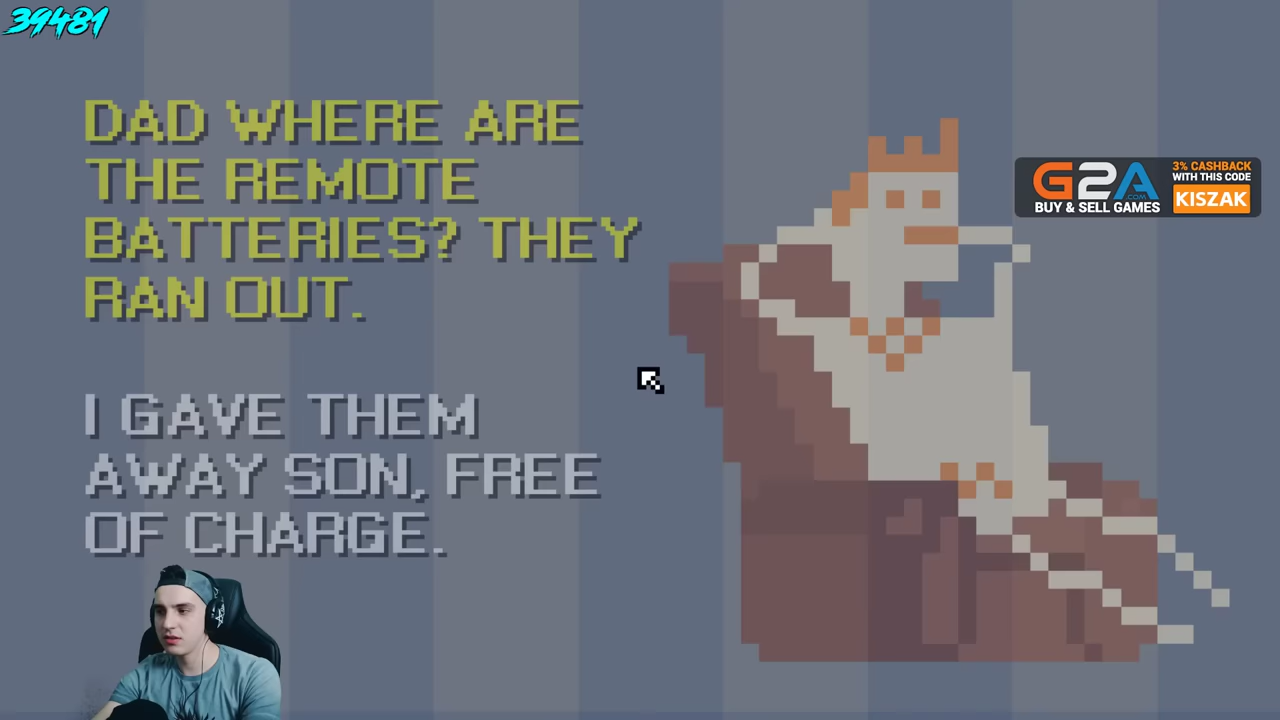 39481
DAD WHERE ARE
THE REMOTE
BATTERIES? THEY
RAN OUT.
I GAVE THEM
AWAY SON, FREE
OF CHARGE.
G2A.COM
BUY & SELL GAMES
3% CASHBACK
WITH THIS CODE
KISZAK